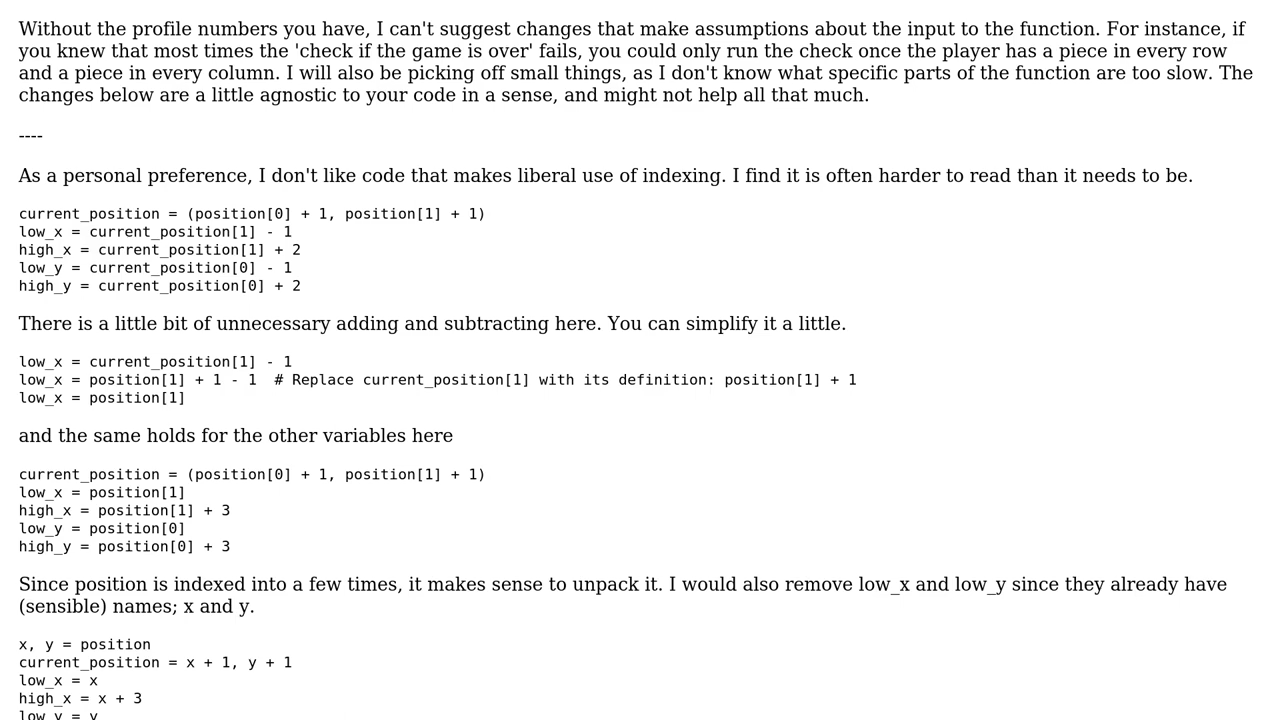 Without the profile numbers you have, I can't suggest changes that make assumptions about the input to the function. For instance, if
you knew that most times the 'check if the game is over' fails, you could only run the check once the player has a piece in every row
and a piece in every column. I will also be picking off small things, as I don't know what specific parts of the function are too slow. The
changes below are a little agnostic to your code in a sense, and might not help all that much.
----
As a personal preference, I don't like code that makes liberal use of indexing. I find it is often harder to read than it needs to be.
current_position = (position[0] + 1, position[1] + 1)
low_x = current_position[1] - 1
high_x = current_position[1] + 2
low_y = current_position[0] - 1
high_y = current_position[0] + 2
There is a little bit of unnecessary adding and subtracting here. You can simplify it a little.
low_x = current_position[1] - 1
low_x = position[1] + 1 - 1  # Replace current_position[1] with its definition: position[1] + 1
low_x = position[1]
and the same holds for the other variables here
current_position = (position[0] + 1, position[1] + 1)
low_x = position[1]
high_x = position[1] + 3
low_y = position[0]
high_y = position[0] + 3
Since position is indexed into a few times, it makes sense to unpack it. I would also remove low_x and low_y since they already have
(sensible) names; x and y.
x, y = position
current_position = x + 1, y + 1
low_x = x
high_x = x + 3
low_y = y